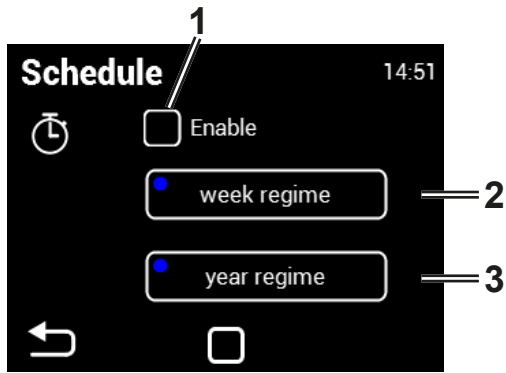 1
Schedule 14:51
Enable
week regime
2
year regime
3